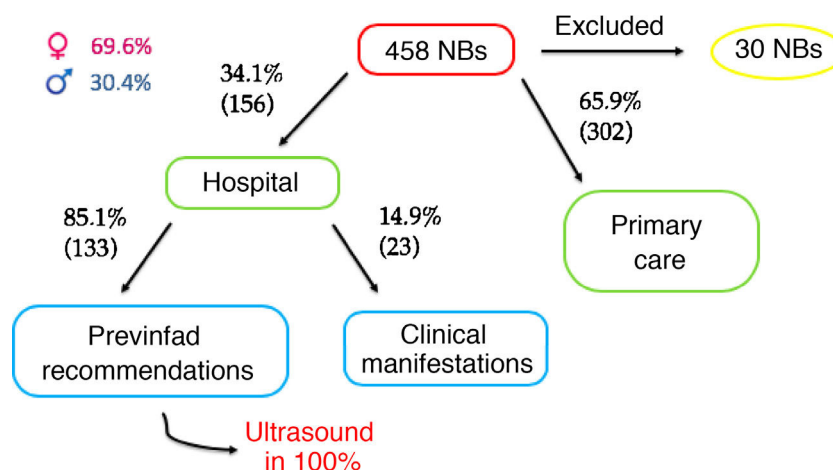 ♀ 69.6%
♂ 30.4%
458 NBs
Excluded
30 NBs
34.1%
(156)
65.9%
(302)
Hospital
Primary
care
85.1%
(133)
14.9%
(23)
Previnfad
recommendations
Clinical
manifestations
Ultrasound
in 100%